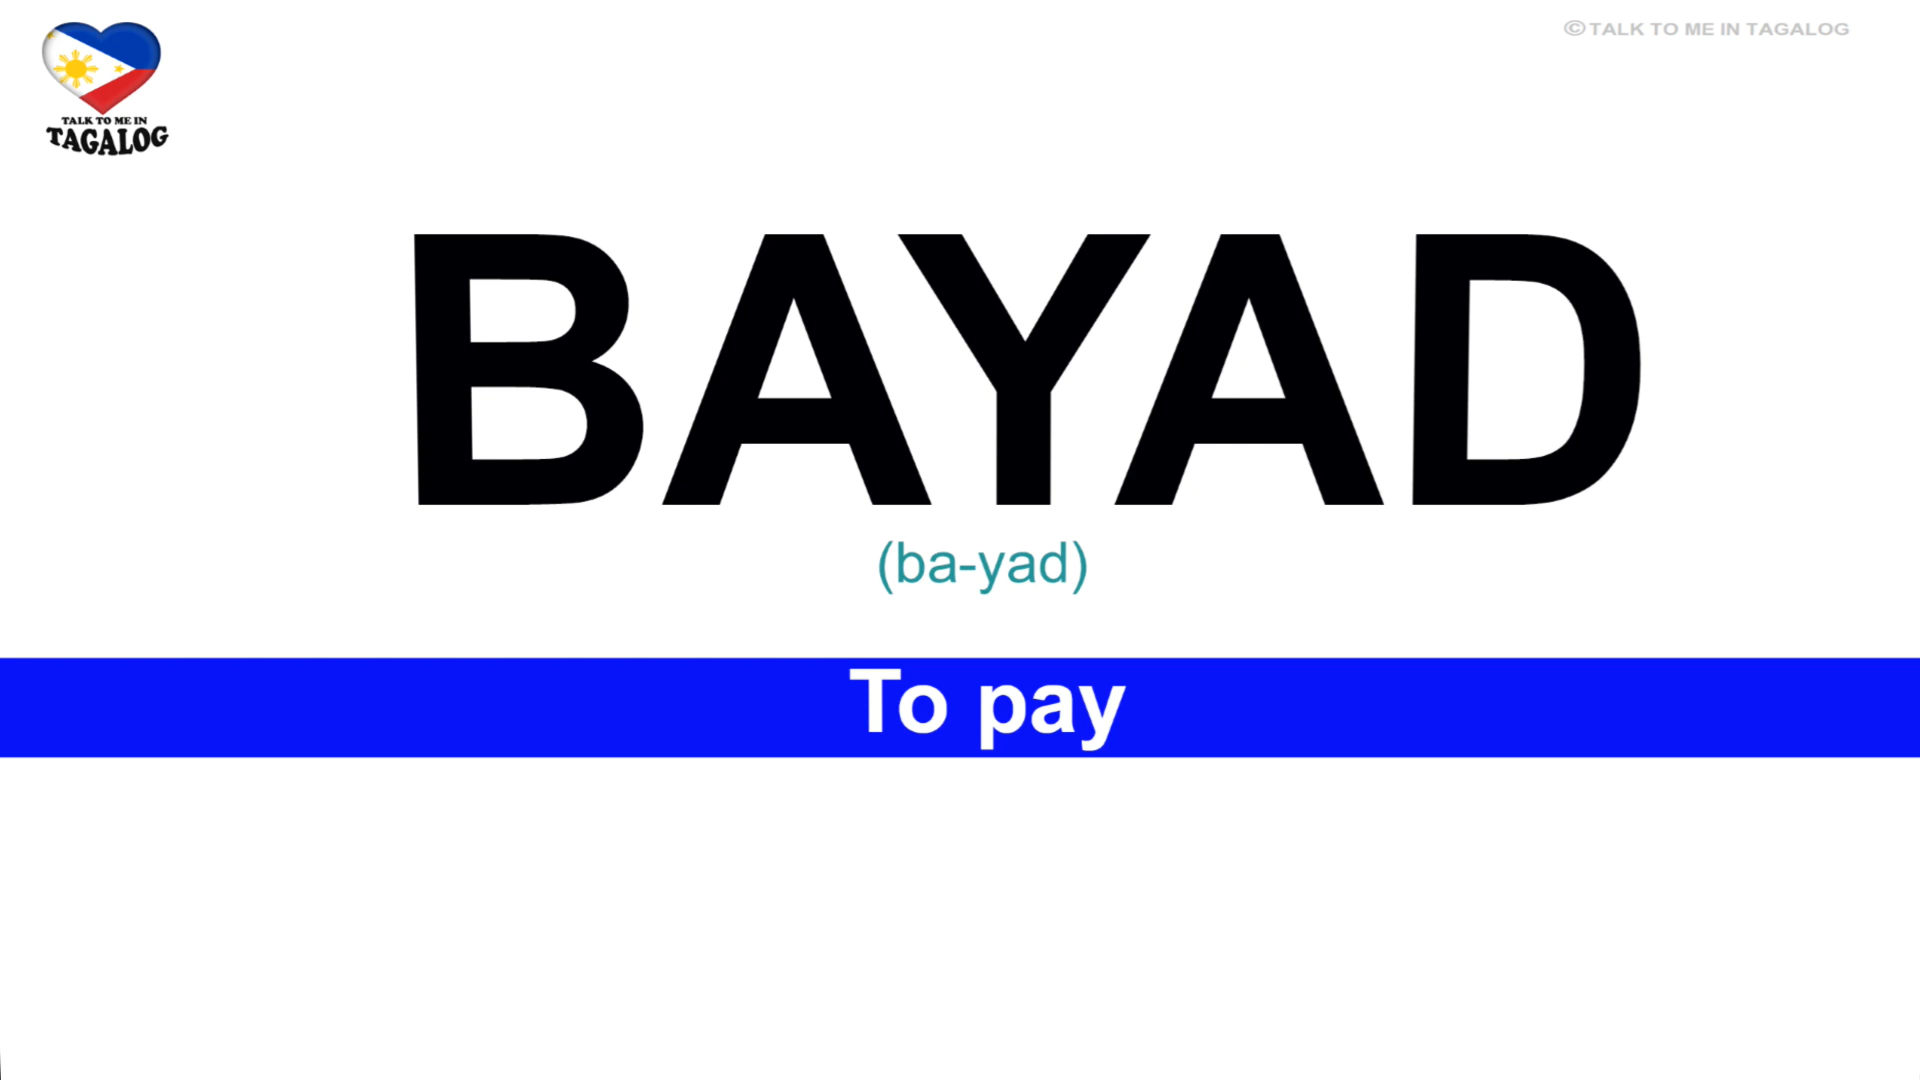 TALK TO ME IN
TAGALOG
© TALK TO ME IN TAGALOG
BAYAD
(ba-yad)
To pay